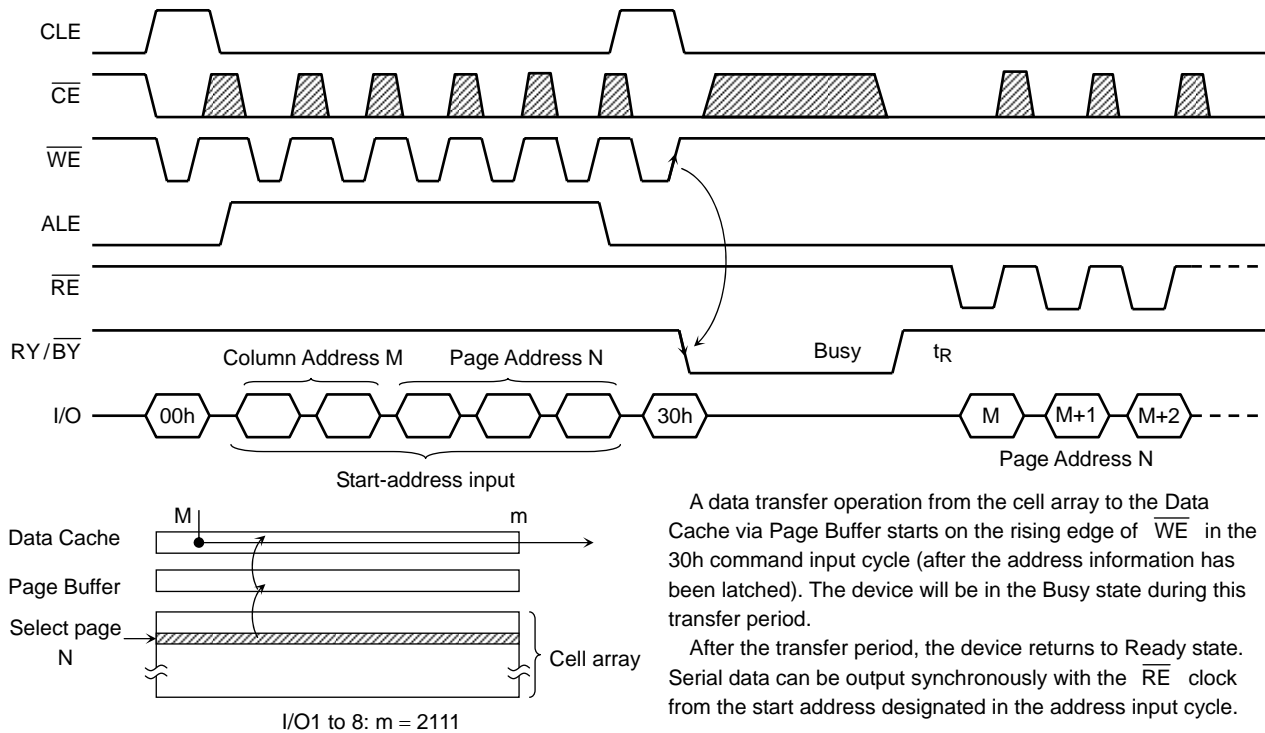 CLE
CE
WE
ALE
RE
RY/BY
Busy
tR
Column Address M
Page Address N
I/O
00h
30h
M
M+1
M+2
Start-address input
Page Address N
M
m
Data Cache
Page Buffer
Select page
N
Cell array
I/O1 to 8: m = 2111
A data transfer operation from the cell array to the Data
Cache via Page Buffer starts on the rising edge of WE in the
30h command input cycle (after the address information has
been latched). The device will be in the Busy state during this
transfer period.
After the transfer period, the device returns to Ready state.
Serial data can be output synchronously with the RE clock
from the start address designated in the address input cycle.